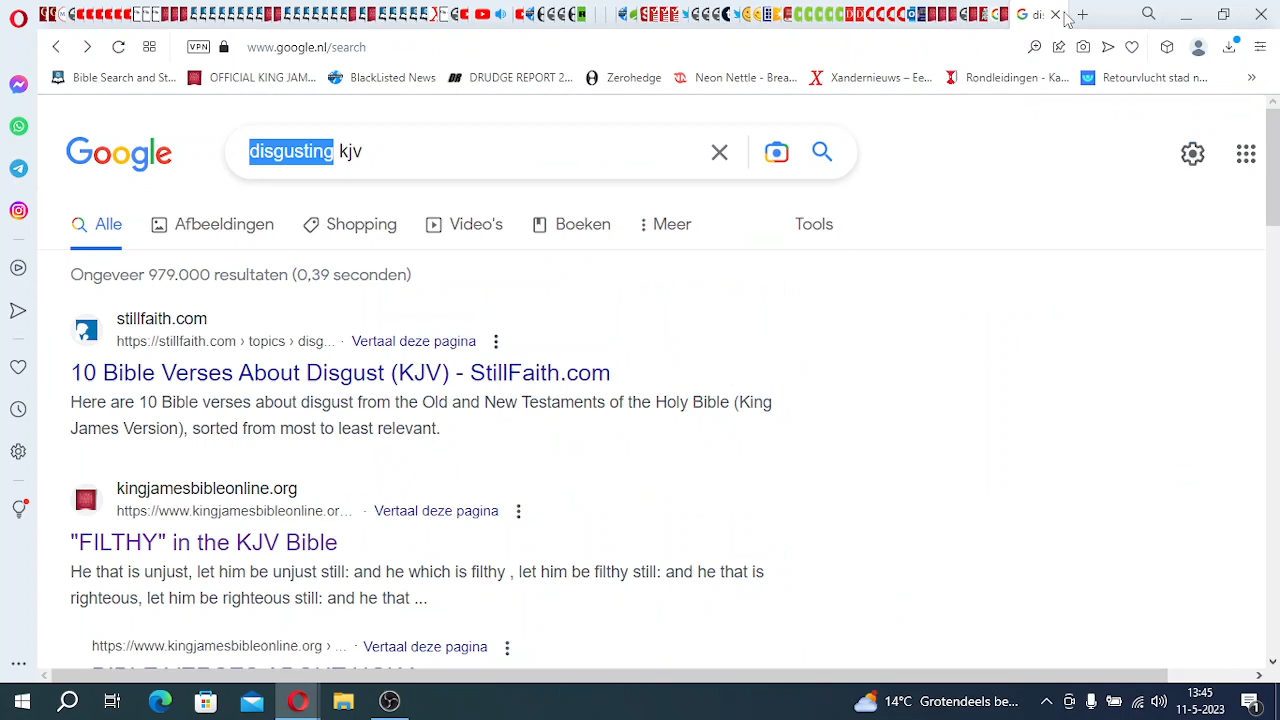 G dis
VPN
www.google.nl/search
Bible Search and St...
OFFICIAL KING JAM...
BlackListed News
DR DRUDGE REPORT 2...
Zerohedge
Neon Nettle - Brea...
X Xandernieuws – Ee...
Rondleidingen - Ka...
Retourvlucht stad n...
»
Google
disgusting kjv
Alle
Afbeeldingen
Shopping
Video's
Boeken
Meer
Tools
Ongeveer 979.000 resultaten (0,39 seconden)
stillfaith.com
https://stillfaith.com › topics › disg... · Vertaal deze pagina
10 Bible Verses About Disgust (KJV) - StillFaith.com
Here are 10 Bible verses about disgust from the Old and New Testaments of the Holy Bible (King
James Version), sorted from most to least relevant.
kingjamesbibleonline.org
https://www.kingjamesbibleonline.or... · Vertaal deze pagina
"FILTHY" in the KJV Bible
He that is unjust, let him be unjust still: and he which is filthy , let him be filthy still: and he that is
righteous, let him be righteous still: and he that ...
https://www.kingjamesbibleonline.org › ... · Vertaal deze pagina
14°C Grotendeels be...
13:45
11-5-2023
1